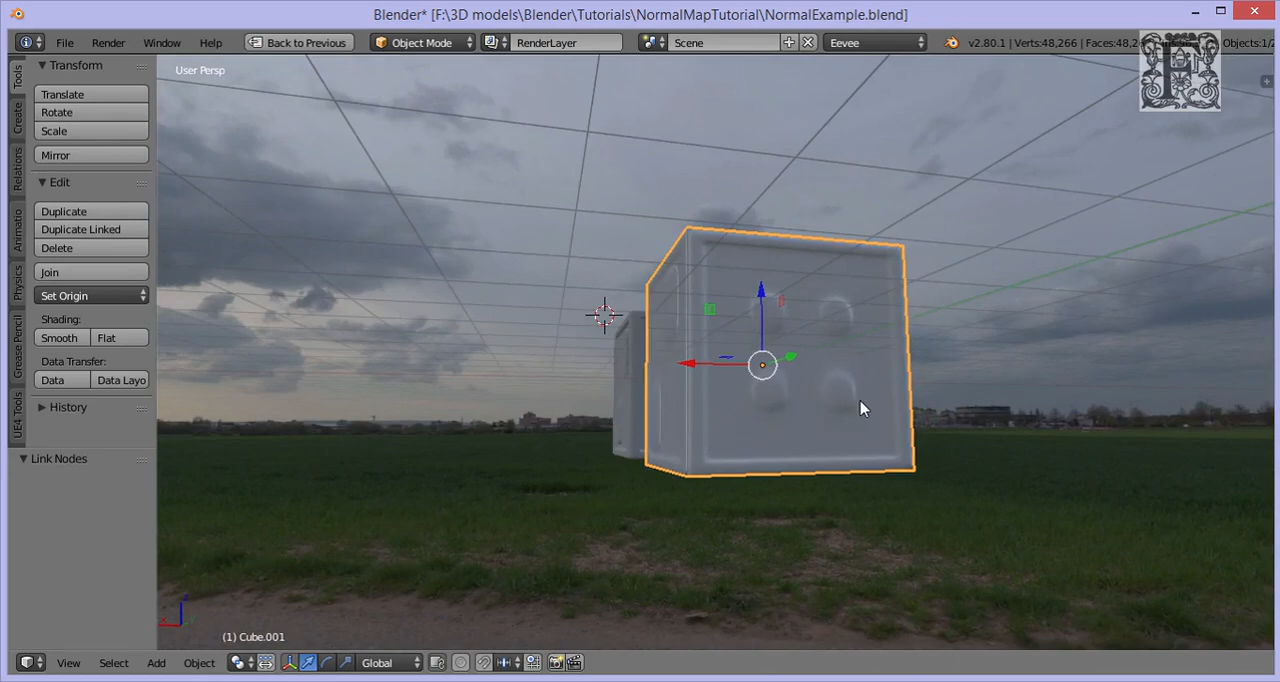 Blender* [F:\3D models\Blender\Tutorials\NormalMapTutorial\NormalExample.blend]
File Render Window Help Back to Previous Object Mode RenderLayer Scene Eevee v2.80.1 | Verts:48,266 | Faces:48,2 Objects:1/2
Tools
Create
Relations
Animatio
Physics
Grease Pencil
UE4 Tools
Transform
Translate
Rotate
Scale
Mirror
Edit
Duplicate
Duplicate Linked
Delete
Join
Set Origin
Shading:
Smooth Flat
Data Transfer:
Data Data Layo
History
Link Nodes
User Persp
F
(1) Cube.001
View Select Add Object Global